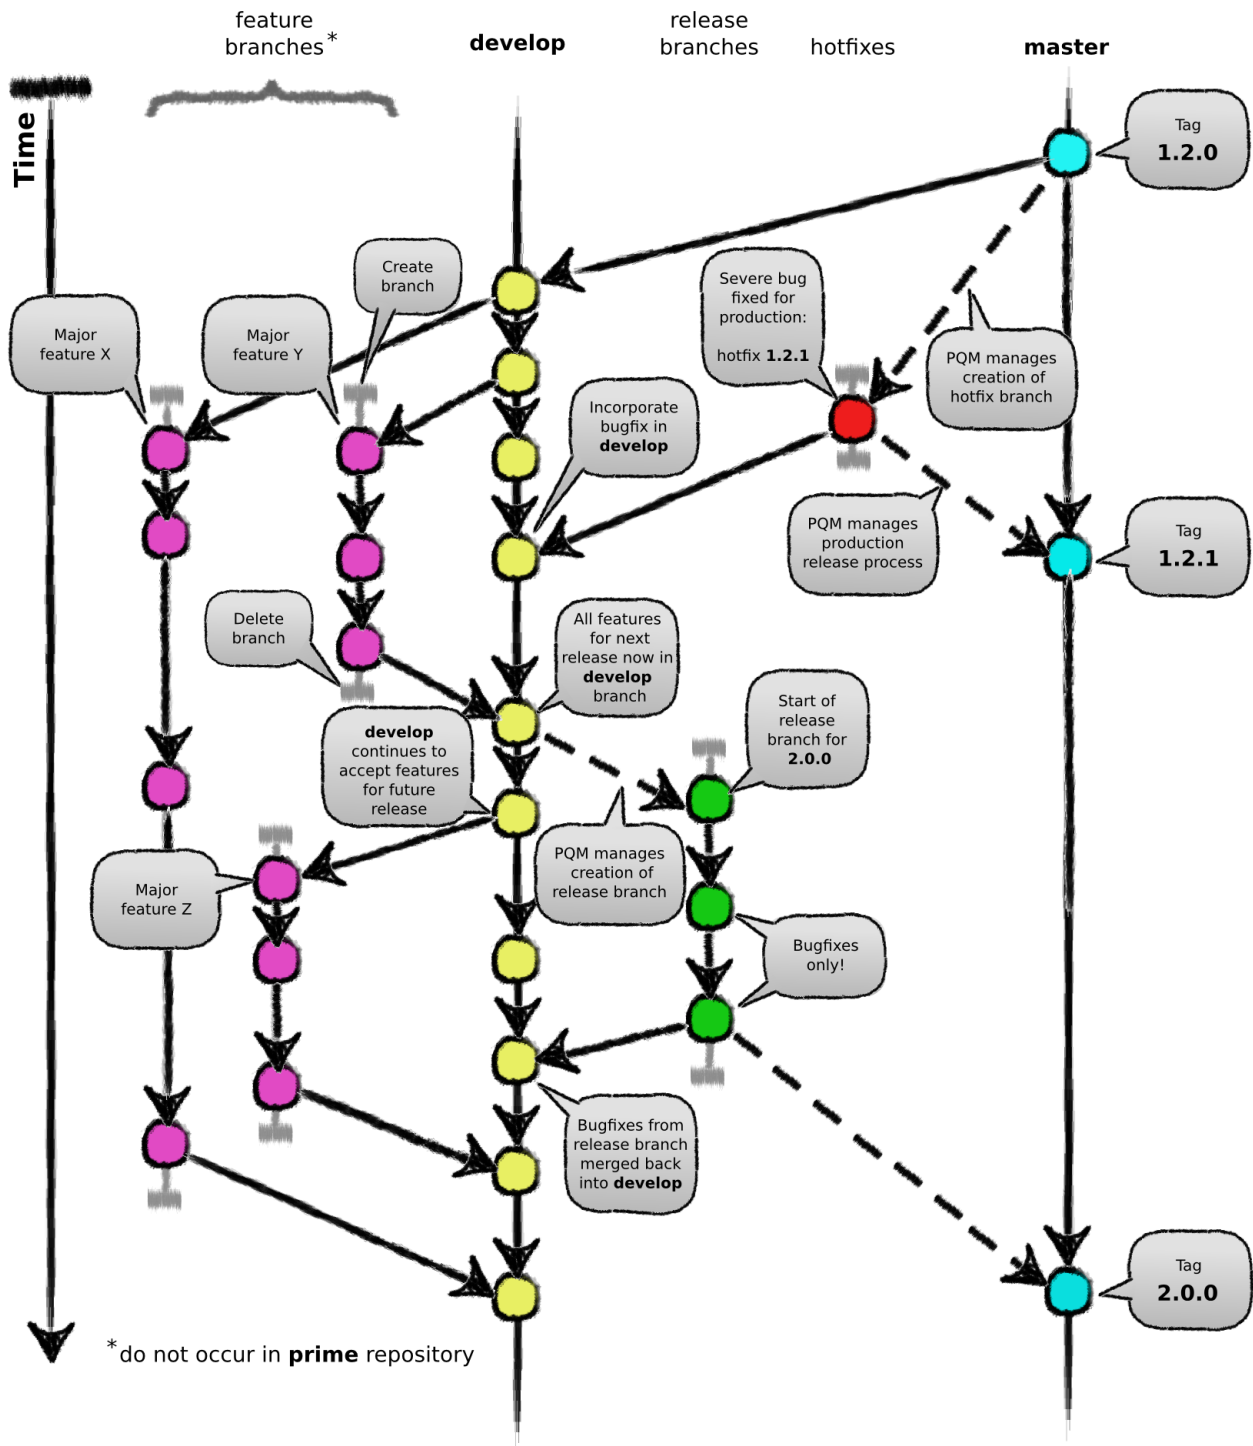 feature
branches*
develop
release
branches
hotfixes
master
Time
Tag
1.2.0
Create
branch
Severe bug
fixed for
production:
hotfix 1.2.1
Major
feature X
Major
feature Y
PQM manages
creation of
hotfix branch
Incorporate
bugfix in
develop
PQM manages
production
release process
Tag
1.2.1
Delete
branch
All features
for next
release now in
develop
branch
Start of
release
branch for
2.0.0
develop
continues to
accept features
for future
release
PQM manages
creation of
release branch
Major
feature Z
Bugfixes
only!
Bugfixes from
release branch
merged back
into develop
Tag
2.0.0
*do not occur in prime repository